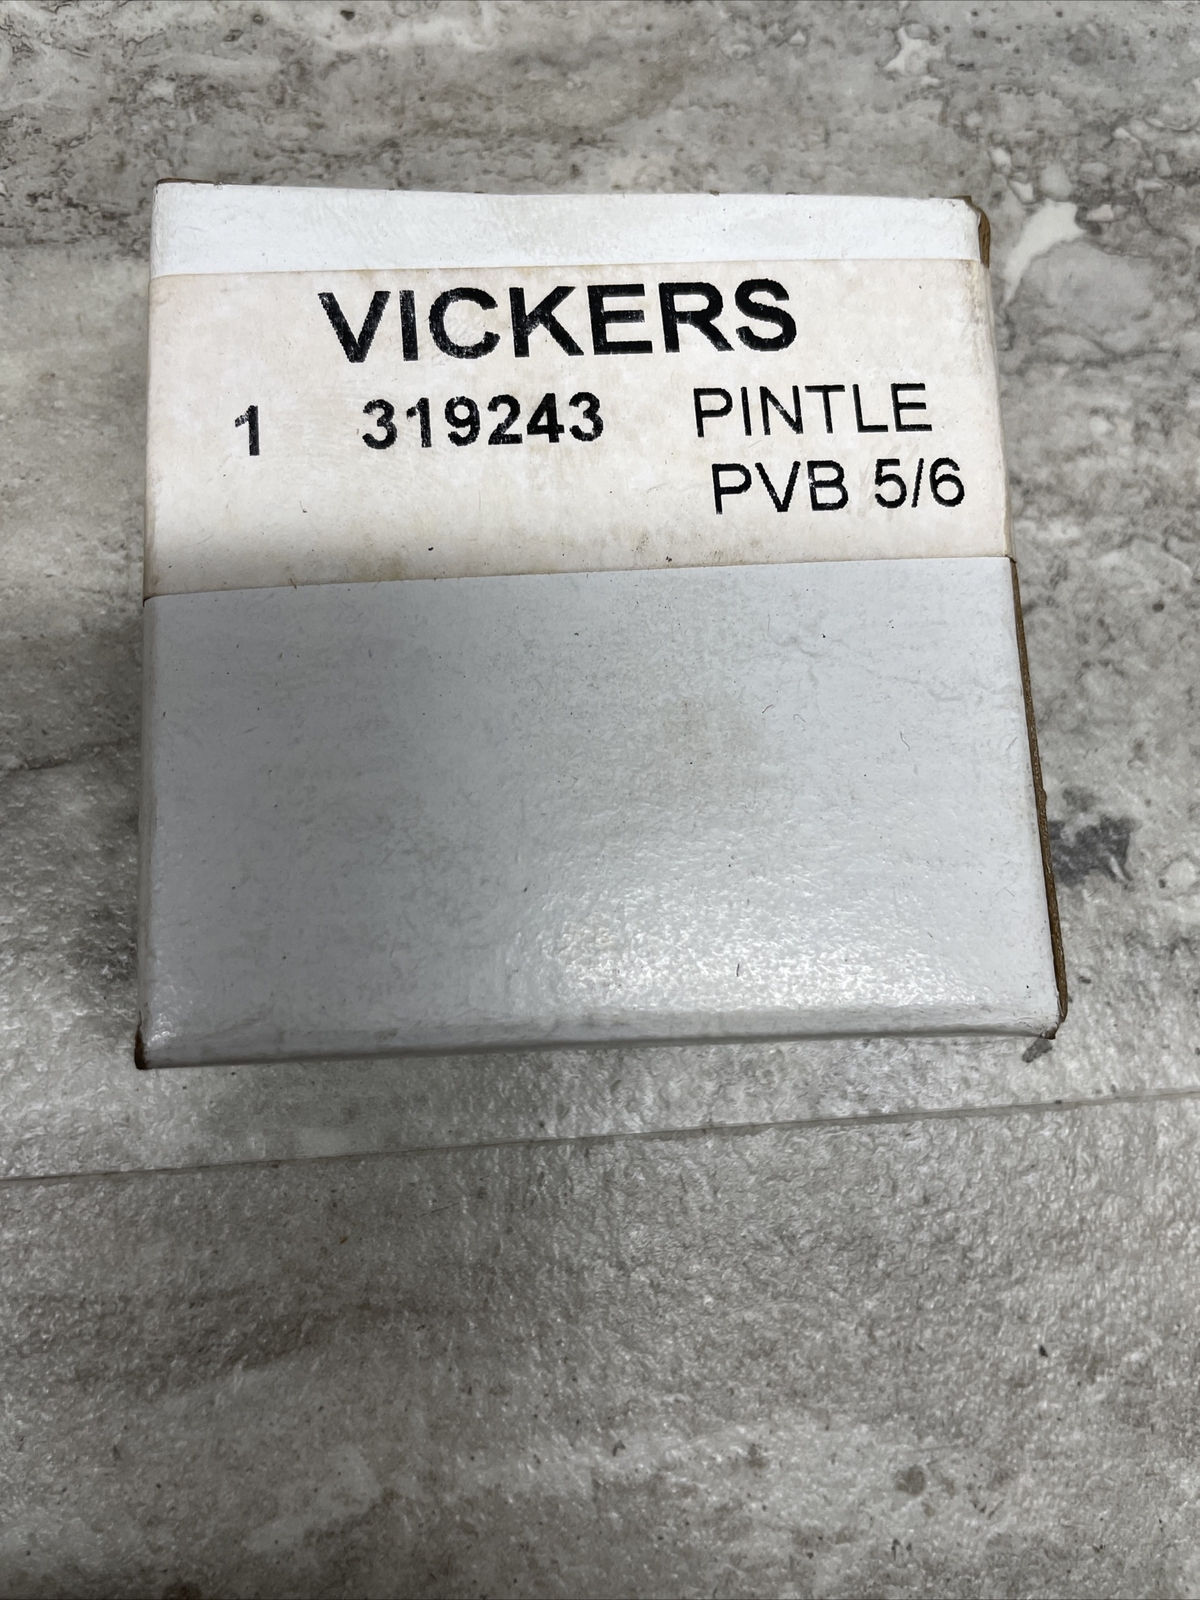 VICKERS
1 319243 PINTLE
PVB 5/6